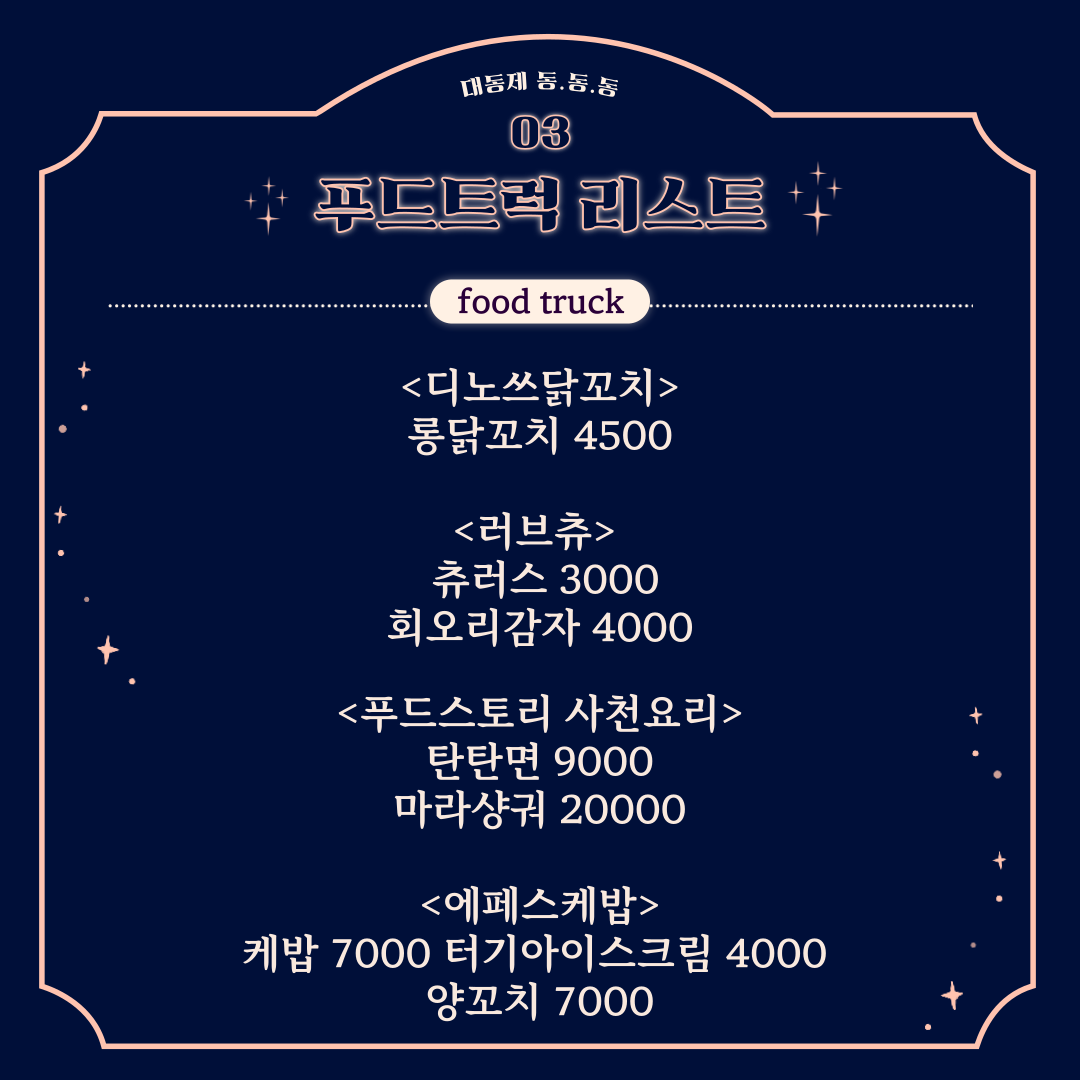 대동제 동.동.동
03
푸드트럭 리스트
food truck
<디노쓰닭꼬치>
롱닭꼬치 4500
<러브츄>
츄러스 3000
회오리감자 4000
<푸드스토리 사천요리>
탄탄면 9000
마라샹궈 20000
<에페스케밥>
케밥 7000 터키아이스크림 4000
양꼬치 7000